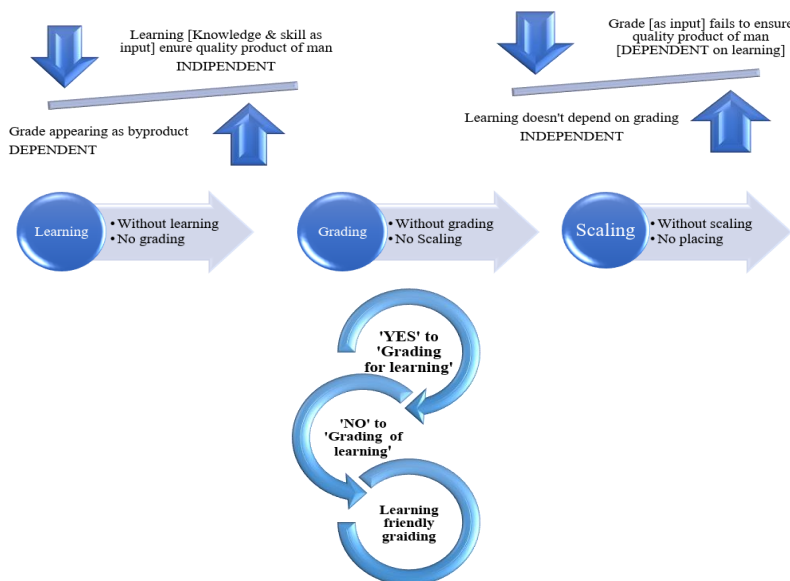 Learning [Knowledge & skill as
input] enure quality product of man
INDIPENDENT
Grade appearing as byproduct
DEPENDENT
Grade [as input] fails to ensure
quality product of man
[DEPENDENT on learning]
Learning doesn't depend on grading
INDEPENDENT
Learning
• Without learning
• No grading
Grading
• Without grading
• No Scaling
Scaling
• Without scaling
• No placing
'YES' to
'Grading
for learning'
'NO' to
'Grading of
learning'
Learning
friendly
graiding